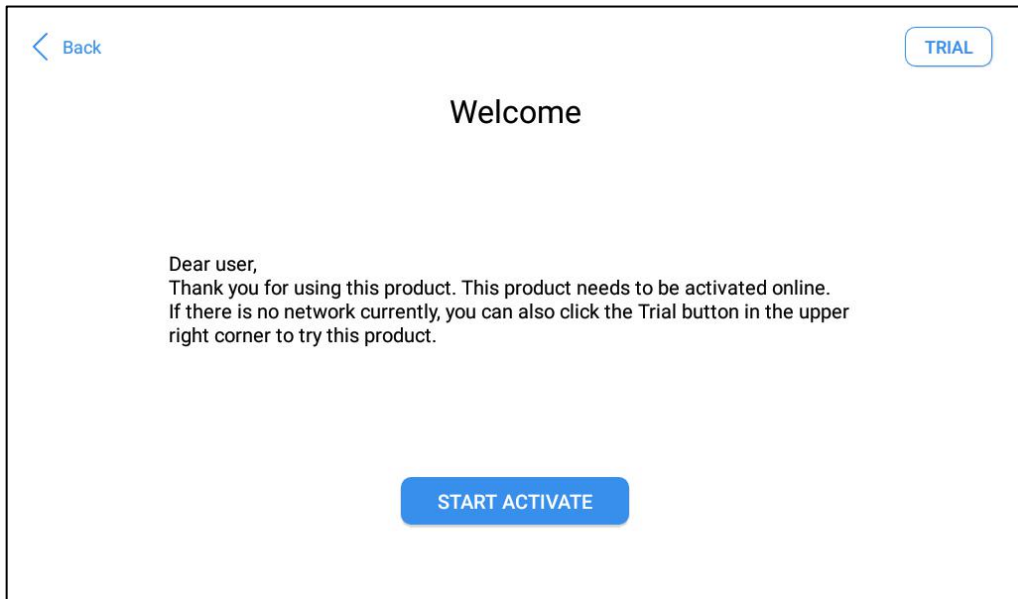 Back
TRIAL
Welcome
Dear user,
Thank you for using this product. This product needs to be activated online.
If there is no network currently, you can also click the Trial button in the upper
right corner to try this product.
START ACTIVATE